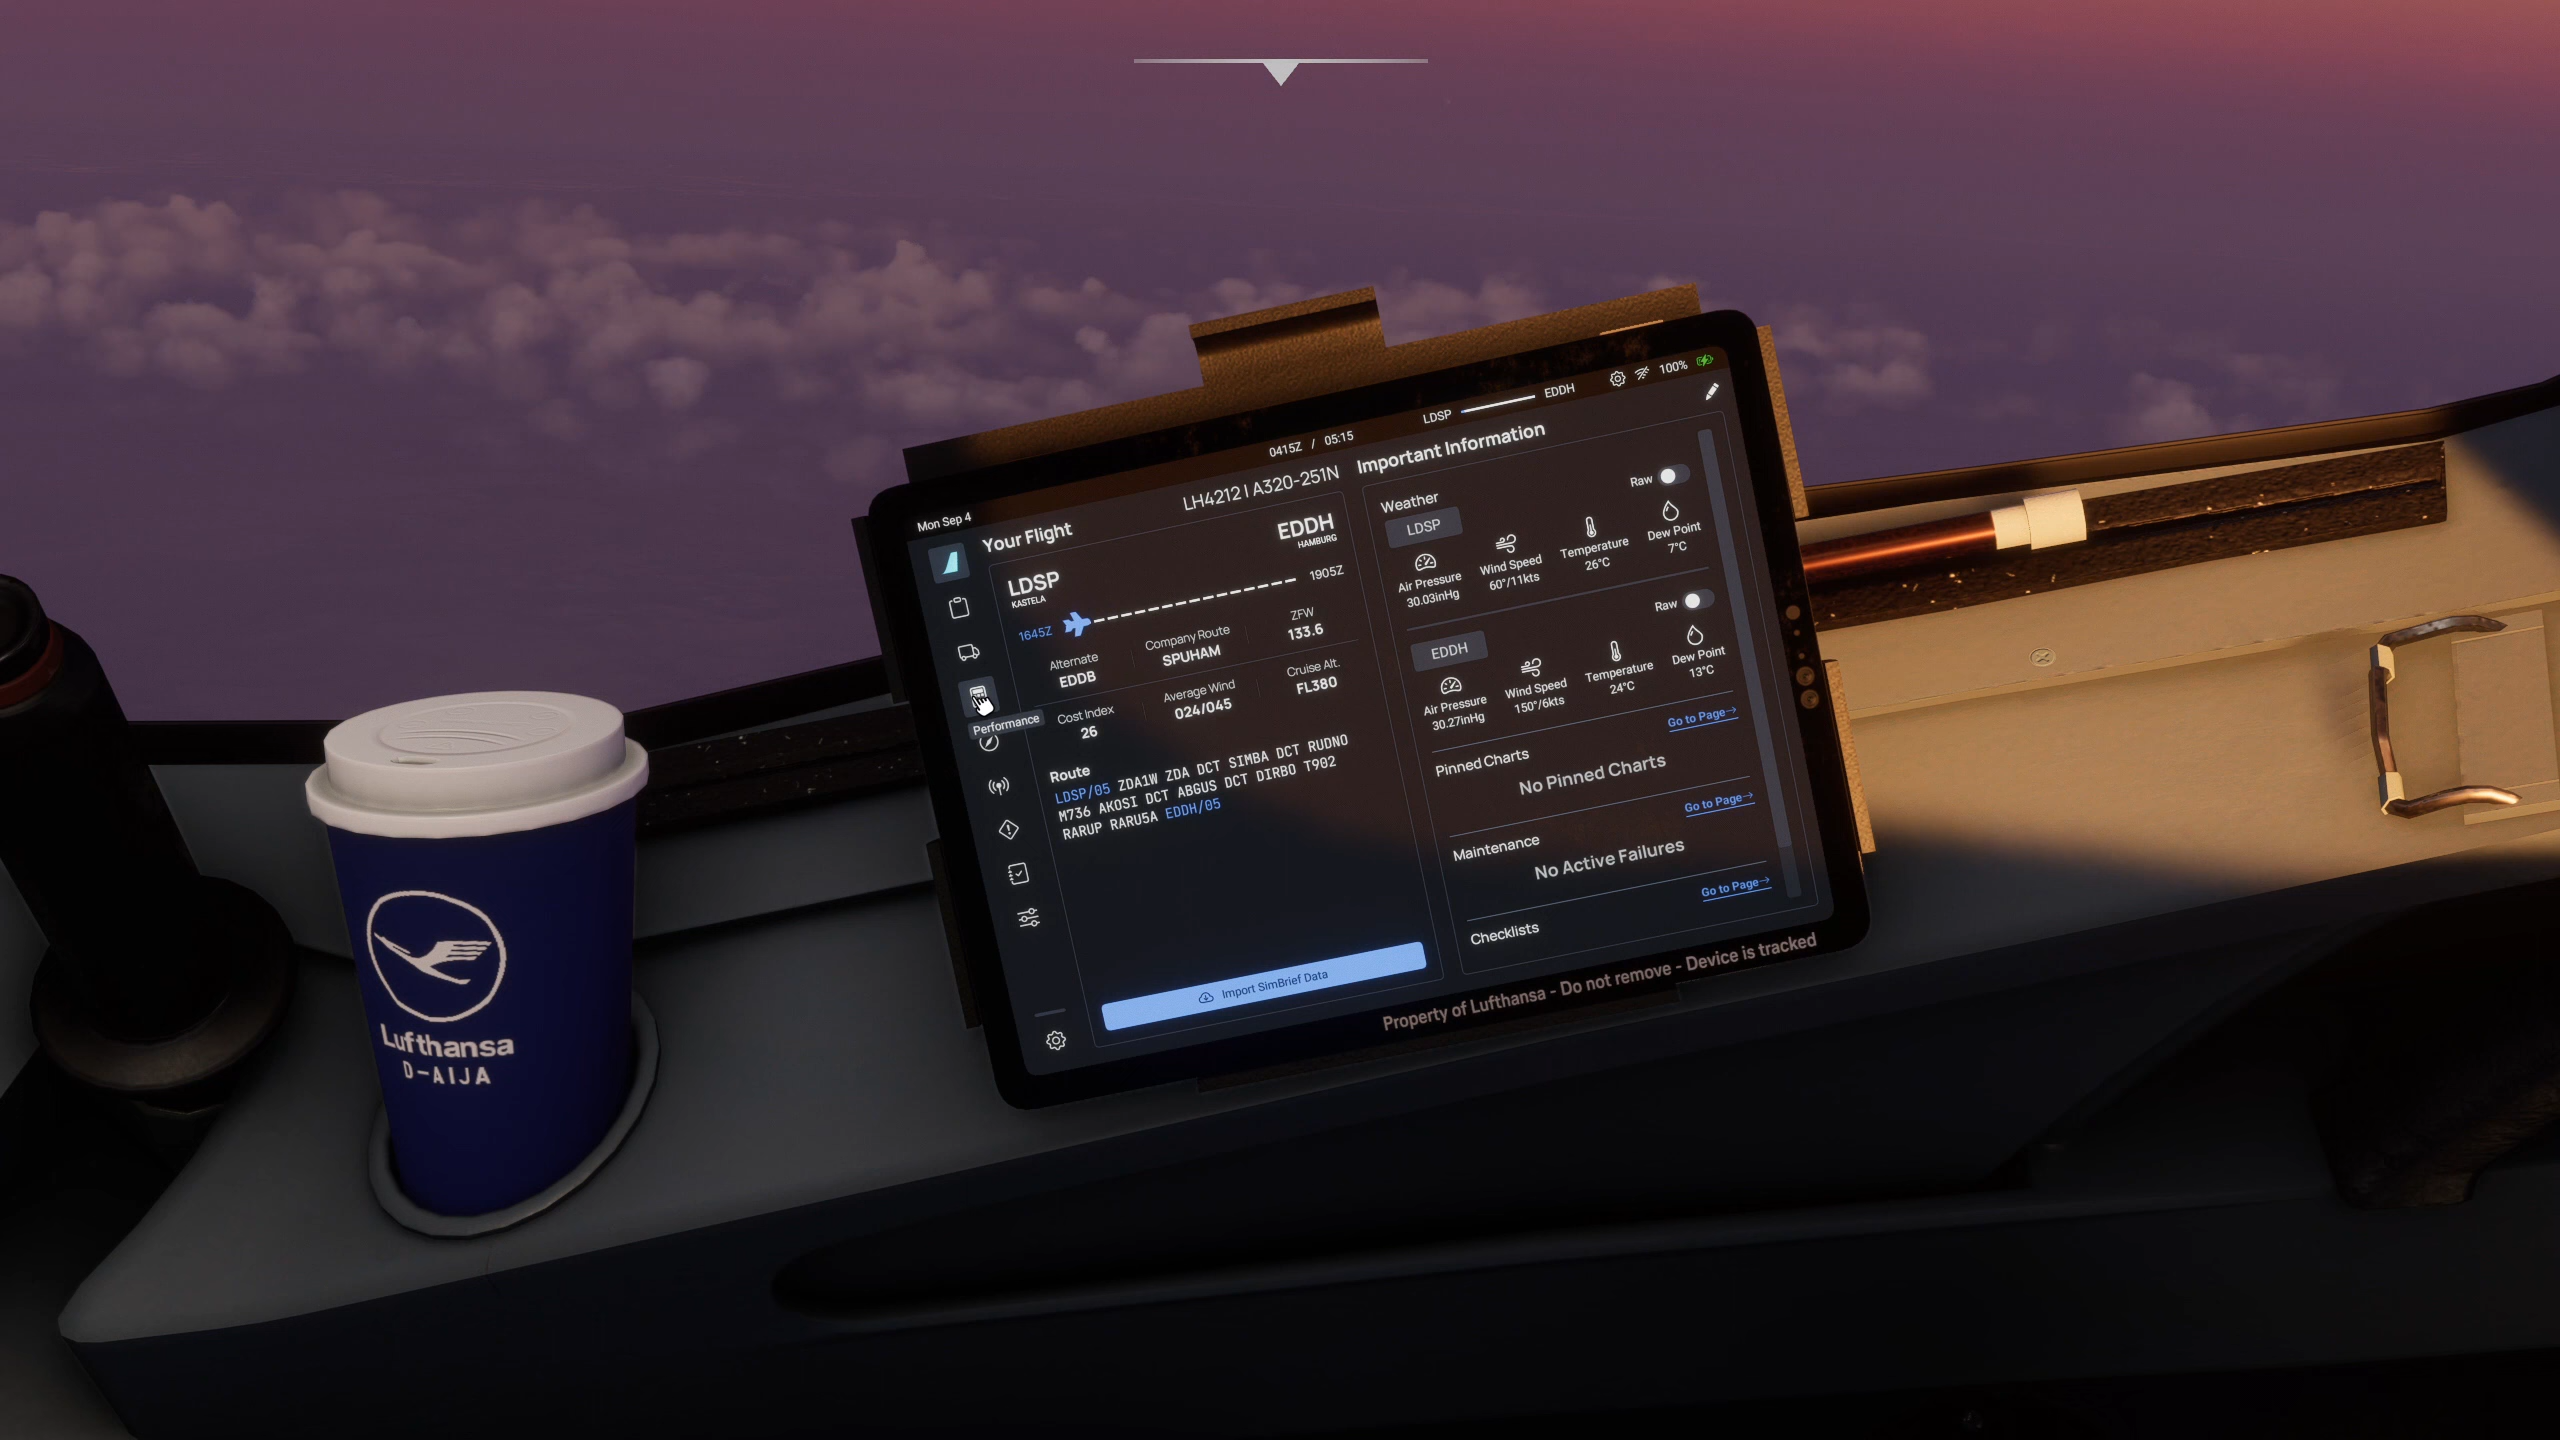 Mon Sep 4
0415Z / 05:15
LDSP
EDDH
100%
Your Flight
LH4212 | A320-251N
LDSP
KASTELA
EDDH
HAMBURG
1645Z
1905Z
Alternate
EDDB
Company Route
SPUHAM
ZFW
133.6
Cost Index
26
Average Wind
024/045
Cruise Alt.
FL380
Performance
Route
LDSP/05 ZDA1W ZDA DCT SIMBA DCT RUDNO
M736 AKOSI DCT ABGUS DCT DIRBO T902
RARUP RARU5A EDDH/05
Import SimBrief Data
Important Information
Weather
Raw
LDSP
Air Pressure
30.03inHg
Wind Speed
60°/11kts
Temperature
26°C
Dew Point
7°C
Raw
EDDH
Air Pressure
30.27inHg
Wind Speed
150°/6kts
Temperature
24°C
Dew Point
13°C
Go to Page
Pinned Charts
No Pinned Charts
Go to Page
Maintenance
No Active Failures
Go to Page
Checklists
Property of Lufthansa - Do not remove - Device is tracked
Lufthansa
D-AIJA